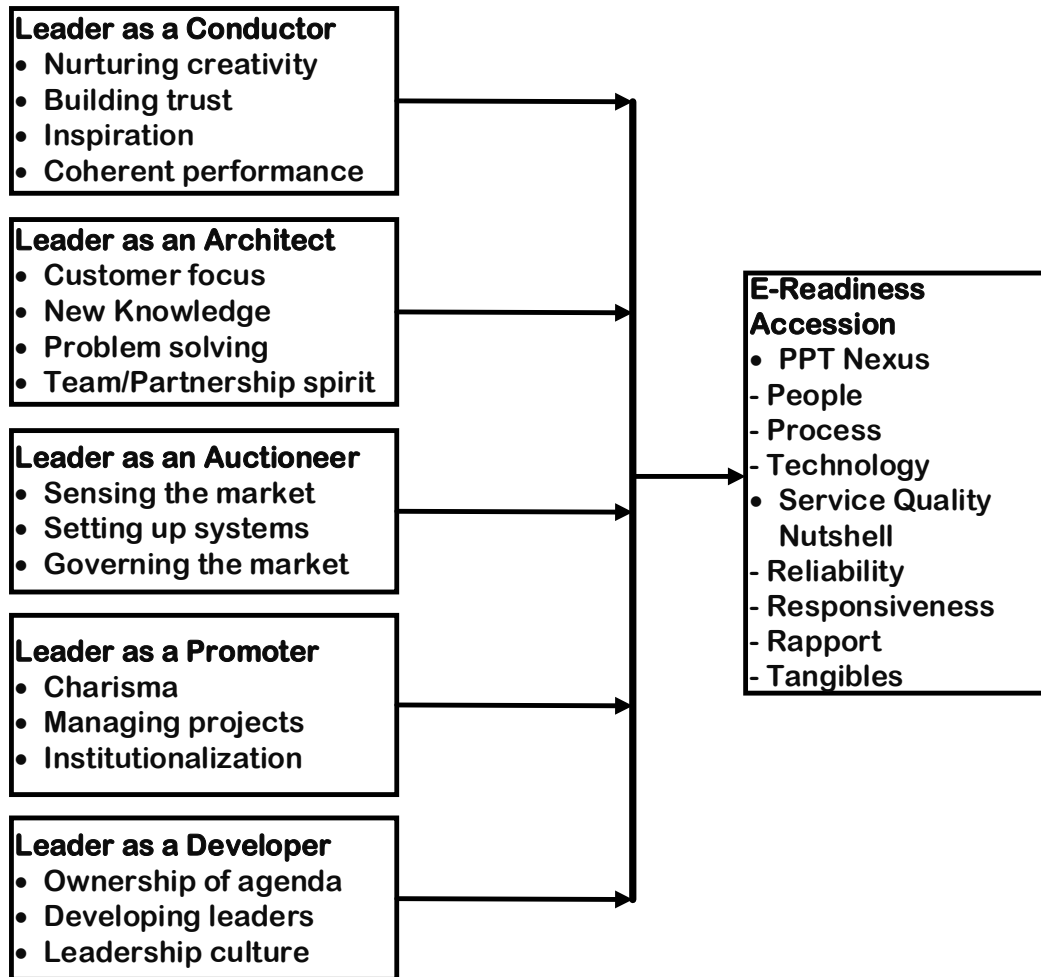 Leader as a Conductor
• Nurturing creativity
• Building trust
• Inspiration
• Coherent performance
Leader as an Architect
• Customer focus
• New Knowledge
• Problem solving
• Team/Partnership spirit
Leader as an Auctioneer
• Sensing the market
• Setting up systems
• Governing the market
Leader as a Promoter
• Charisma
• Managing projects
• Institutionalization
Leader as a Developer
• Ownership of agenda
• Developing leaders
• Leadership culture
E-Readiness
Accession
• PPT Nexus
- People
- Process
- Technology
• Service Quality
Nutshell
- Reliability
- Responsiveness
- Rapport
- Tangibles